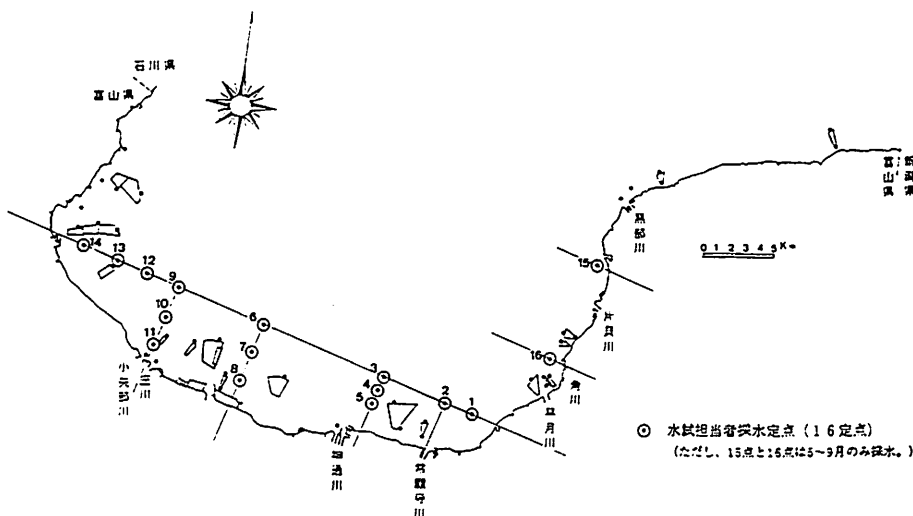 石川県
富山県
0 1 2 3 4 5 Km
黒部川
片貝川
角川
早月川
常願寺川
神通川
庄川
小矢部川
富山県
新潟県
14
13
12
9
10
11
6
7
8
3
4
5
2
1
15
16
水試担当者採水定点(16定点)
(ただし、15点と16点は5~9月のみ採水。)